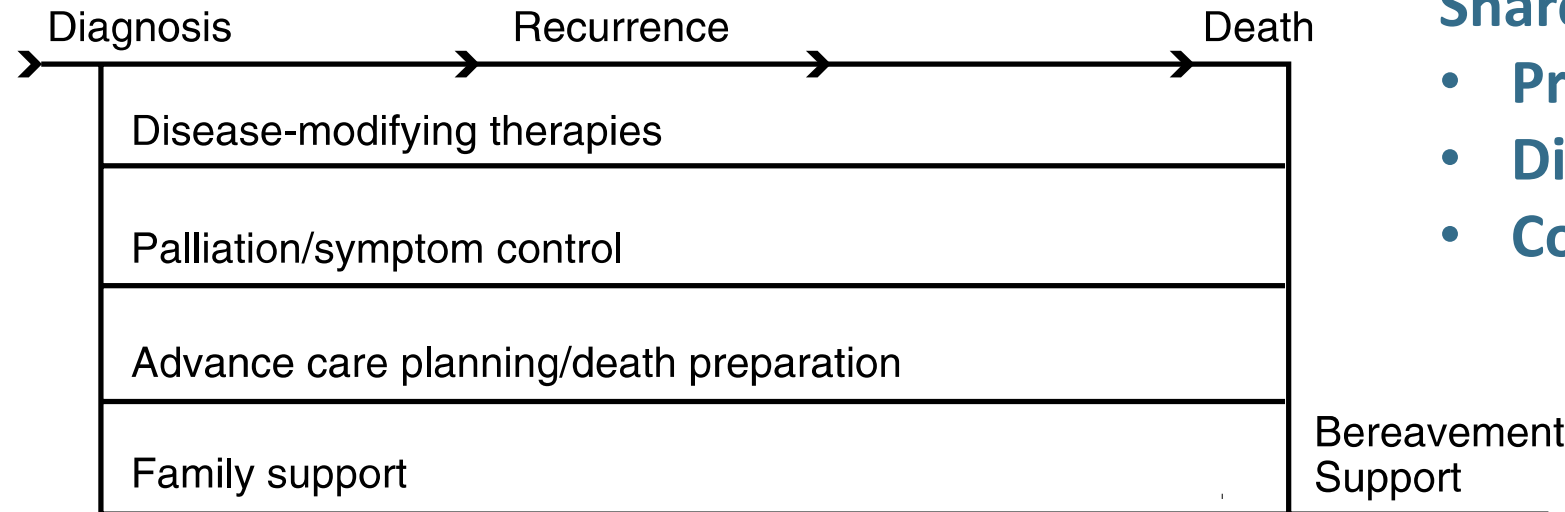 Diagnosis Recurrence Death
Disease-modifying therapies
Palliation/symptom control
Advance care planning/death preparation
Family support
Bereavement
Support